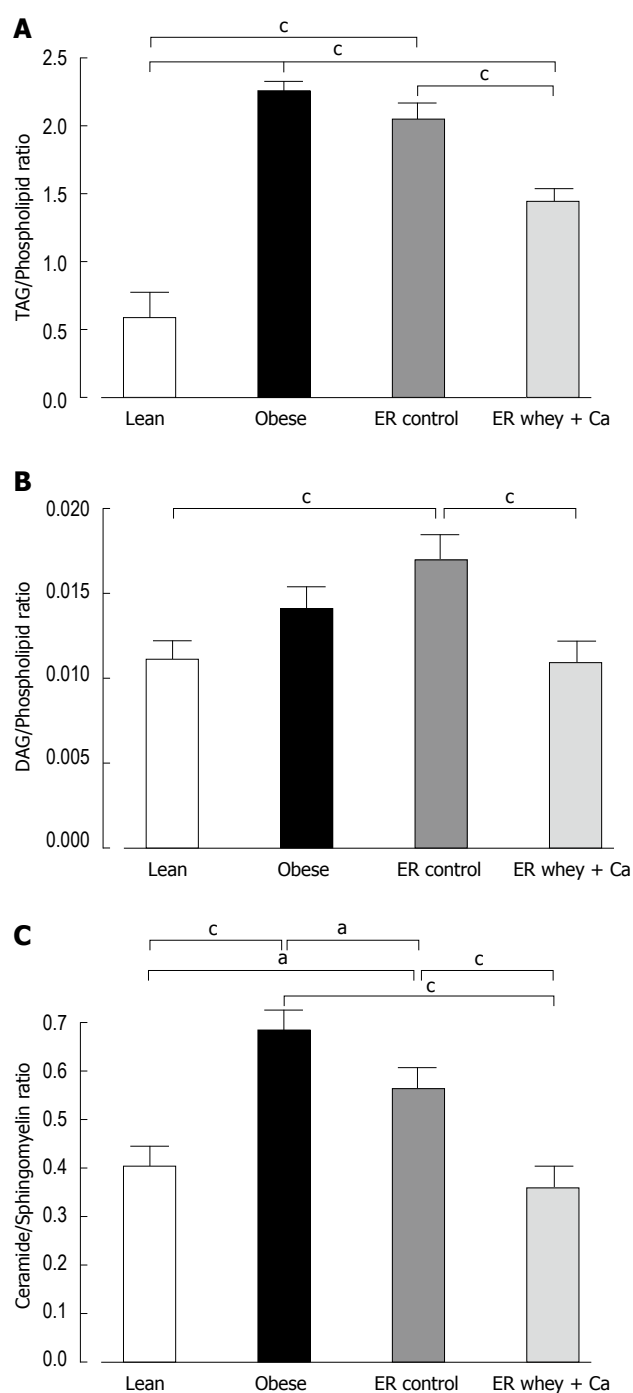 A
c
c
2.5
2.0
1.5
1.0
0.5
0.0
TAG/Phospholipid ratio
Lean Obese ER control ER whey + Ca
B
c c
0.020
0.015
0.010
0.005
0.000
DAG/Phospholipid ratio
Lean Obese ER control ER whey + Ca
C
c a
a c
c
0.7
0.6
0.5
0.4
0.3
0.2
0.1
0.0
Ceramide/Sphingomyelin ratio
Lean Obese ER control ER whey + Ca